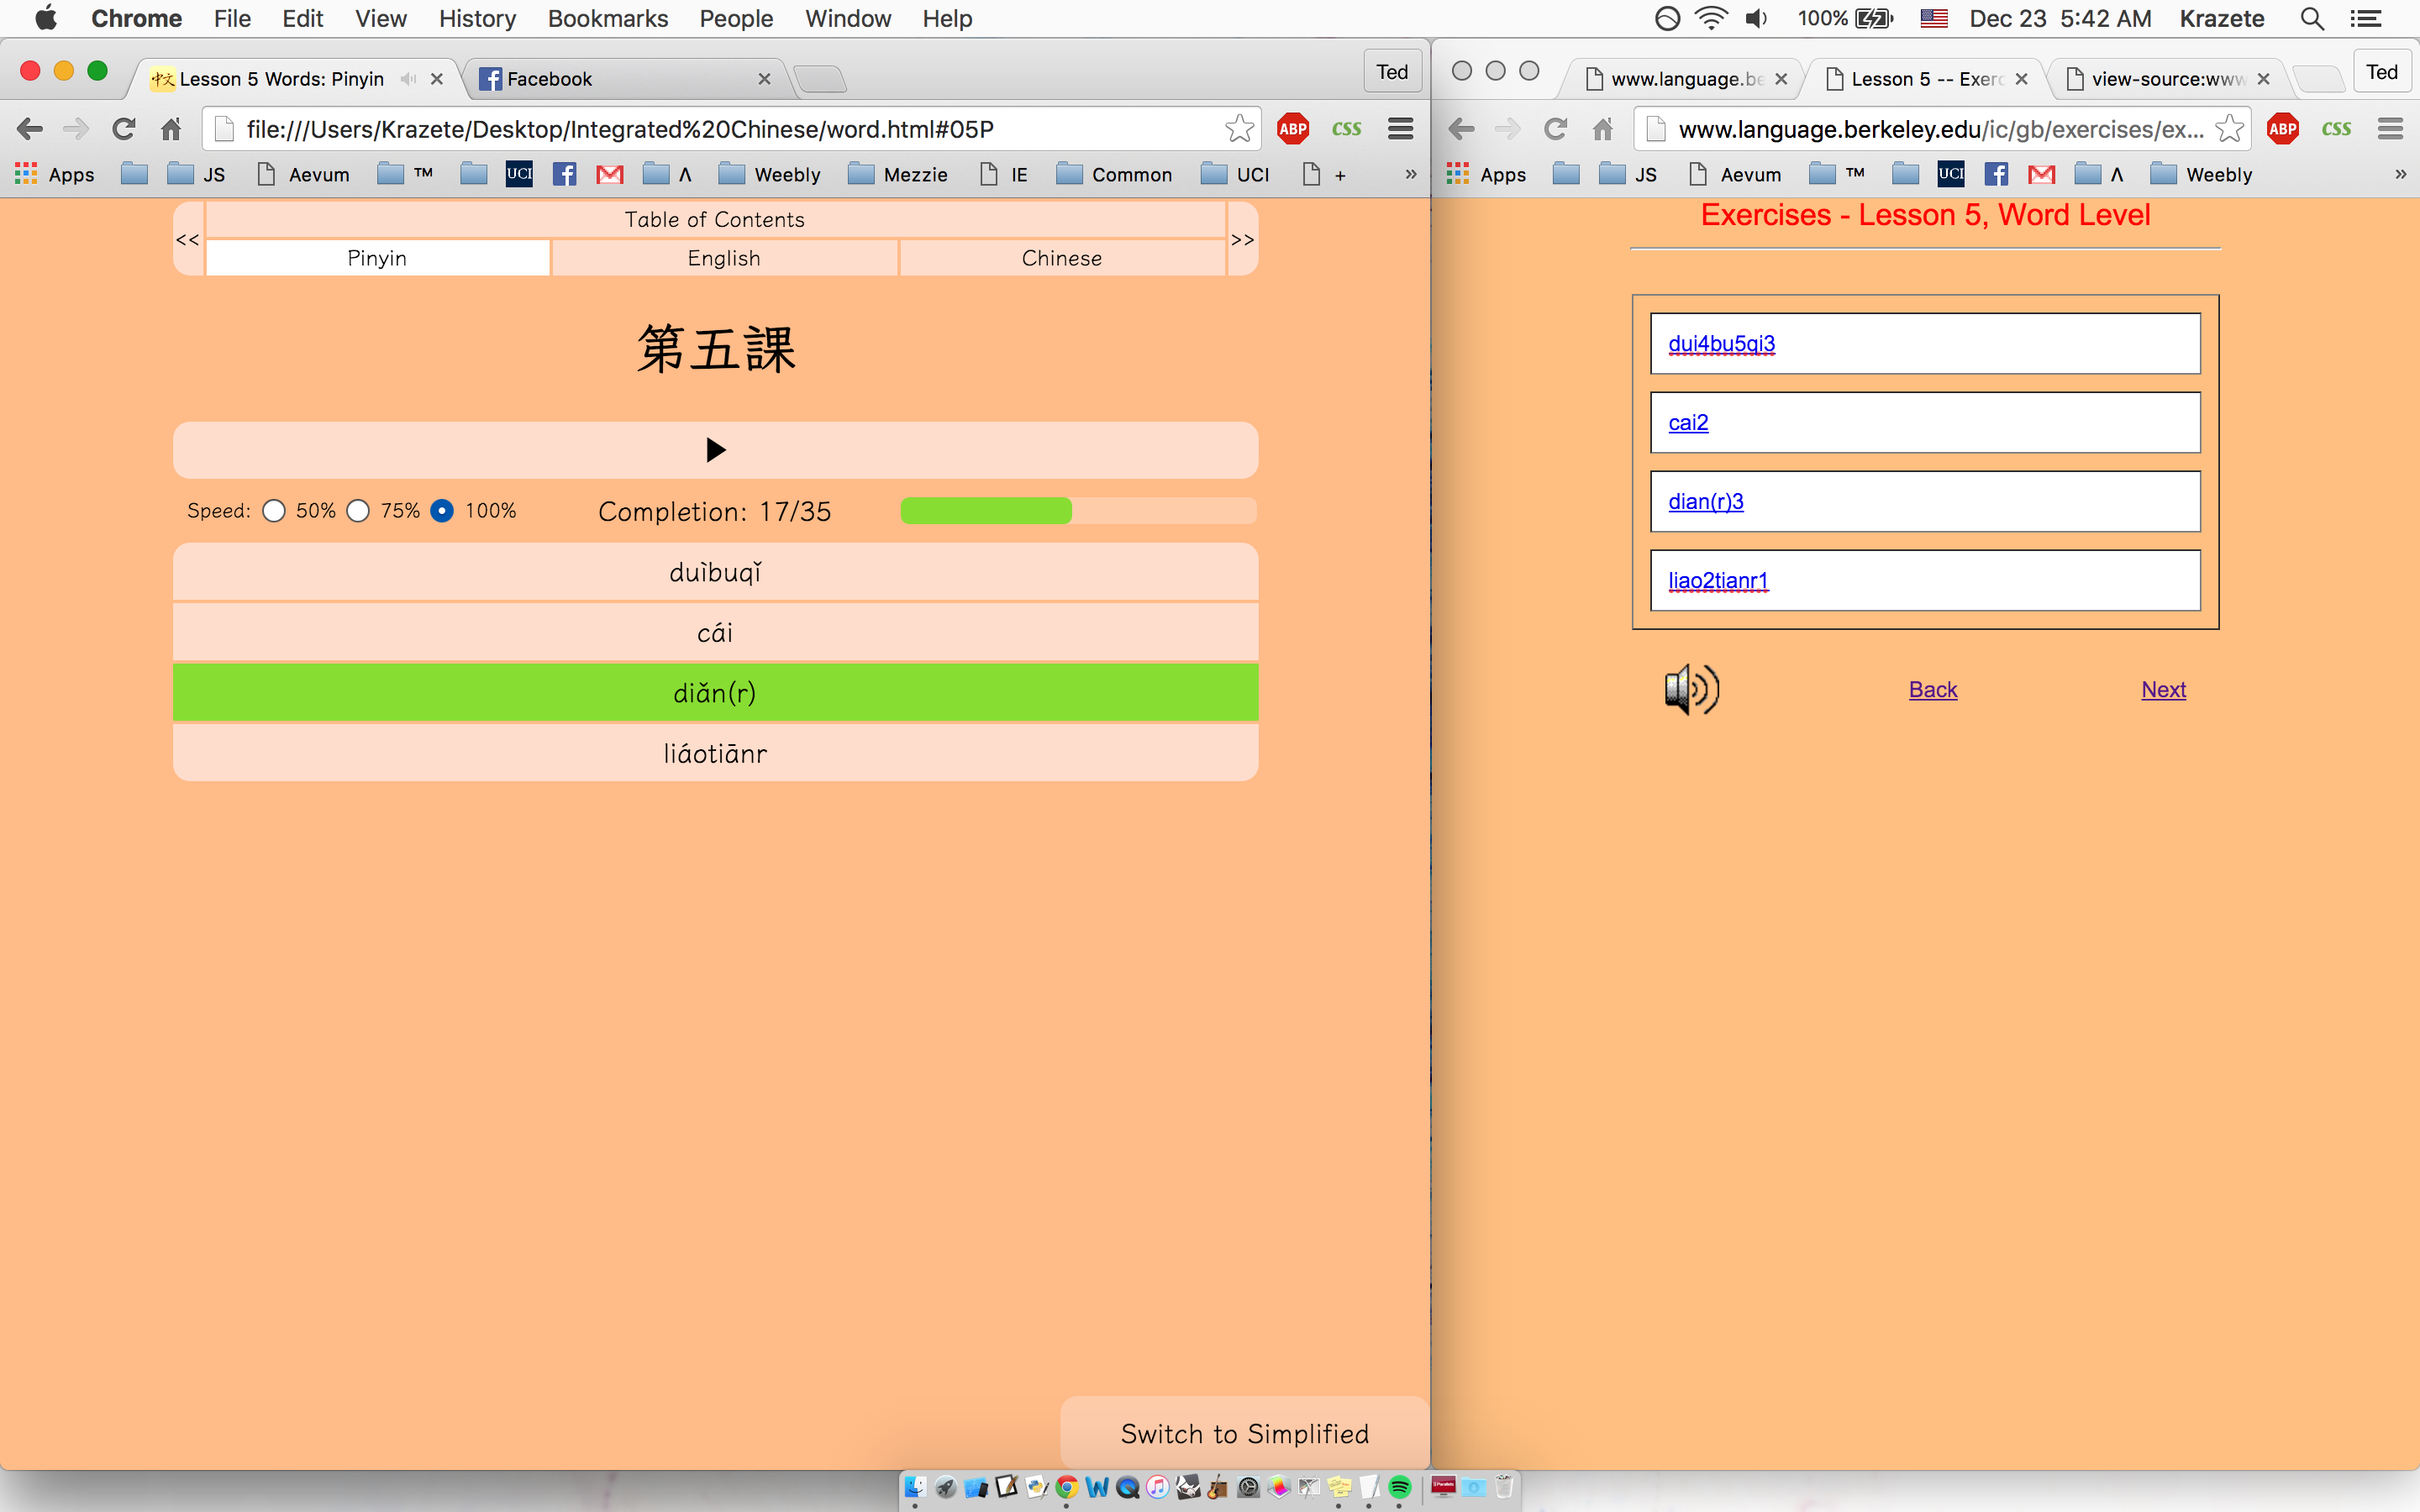 Chrome File Edit View History Bookmarks People Window Help 100% Dec 23 5:42 AM Krazete
中文 Lesson 5 Words: Pinyin Facebook Ted
file:///Users/Krazete/Desktop/Integrated%20Chinese/word.html#05P ABP CSS
Apps JS Aevum ™ UCI Λ Weebly Mezzie IE Common UCI + »
<< Table of Contents >>
Pinyin English Chinese
第五課
Speed: 50% 75% 100% Completion: 17/35
duìbuqǐ
cái
diǎn(r)
liáotiānr
Switch to Simplified
www.language.be Lesson 5 -- Exerc view-source:www Ted
www.language.berkeley.edu/ic/gb/exercises/ex... ABP CSS
Apps JS Aevum ™ UCI Λ Weebly »
Exercises - Lesson 5, Word Level
dui4bu5qi3
cai2
dian(r)3
liao2tianr1
Back Next